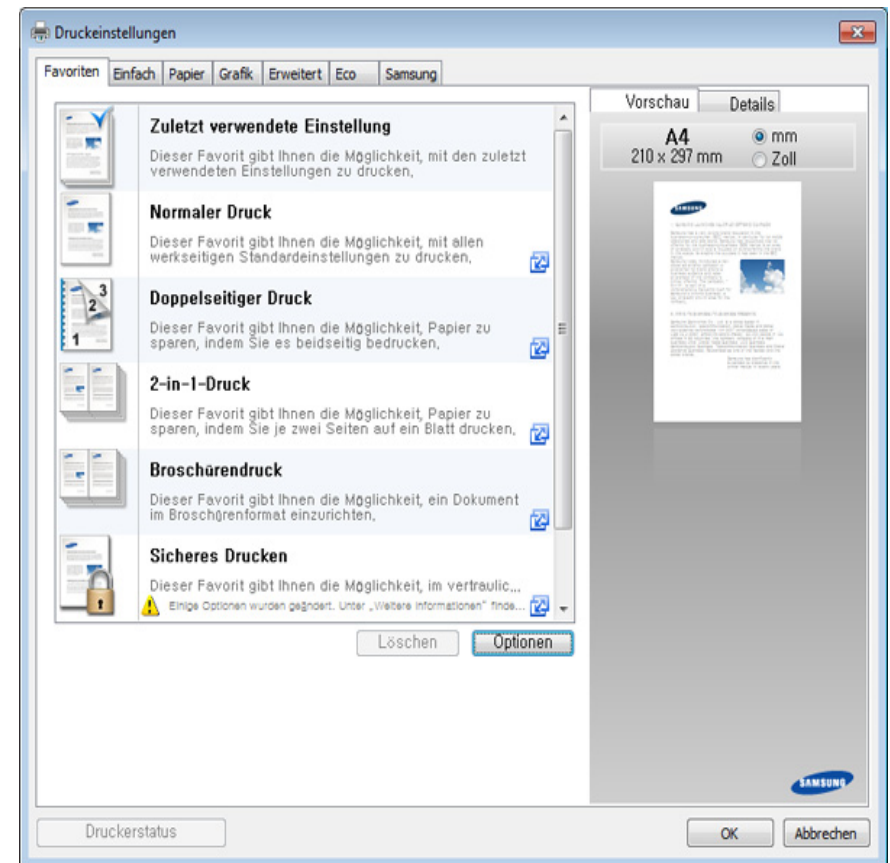 Druckeinstellungen
Favoriten Einfach Papier Grafik Erweitert Eco Samsung
Zuletzt verwendete Einstellung
Dieser Favorit gibt Ihnen die Möglichkeit, mit den zuletzt
verwendeten Einstellungen zu drucken,
Normaler Druck
Dieser Favorit gibt Ihnen die Möglichkeit, mit allen
werkseitigen Standardeinstellungen zu drucken,
Doppelseitiger Druck
Dieser Favorit gibt Ihnen die Möglichkeit, Papier zu
sparen, indem Sie es beidseitig bedrucken,
1 2 3
2-in-1-Druck
Dieser Favorit gibt Ihnen die Möglichkeit, Papier zu
sparen, indem Sie je zwei Seiten auf ein Blatt drucken,
Broschürendruck
Dieser Favorit gibt Ihnen die Möglichkeit, ein Dokument
im Broschürenformat einzurichten,
Sicheres Drucken
Dieser Favorit gibt Ihnen die Möglichkeit, im vertraulic...
Einige Optionen wurden geändert. Unter „Weitere Informationen" finde...
Löschen Optionen
Vorschau Details
A4 mm
210 x 297 mm Zoll
SAMSUNG
SAMSUNG
Druckerstatus OK Abbrechen